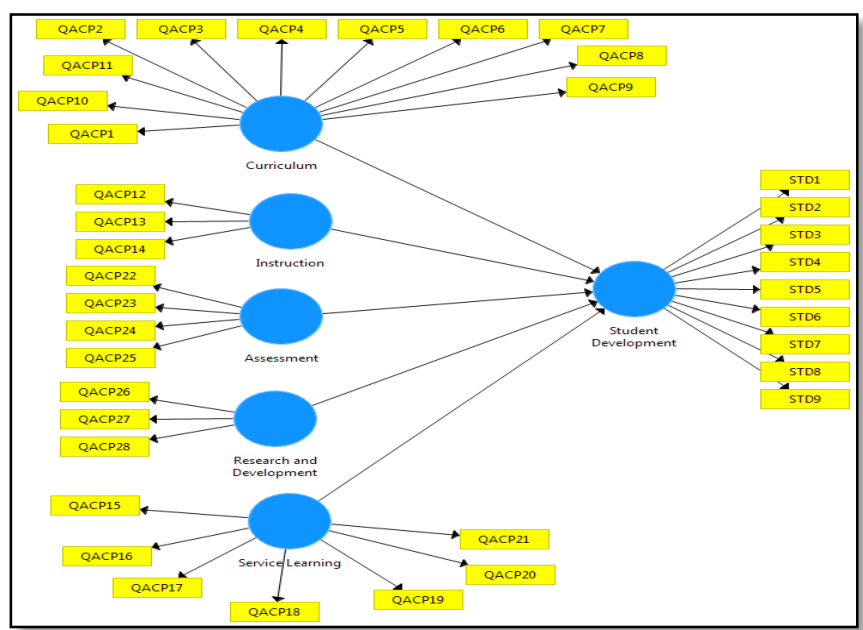 QACP2
QACP3
QACP4
QACP5
QACP6
QACP7
QACP8
QACP11
QACP9
QACP10
QACP1
Curriculum
QACP12
QACP13
QACP14
Instruction
QACP22
QACP23
QACP24
QACP25
Assessment
QACP26
QACP27
QACP28
Research and
Development
QACP15
QACP16
QACP17
QACP18
QACP19
QACP20
QACP21
Service Learning
Student
Development
STD1
STD2
STD3
STD4
STD5
STD6
STD7
STD8
STD9